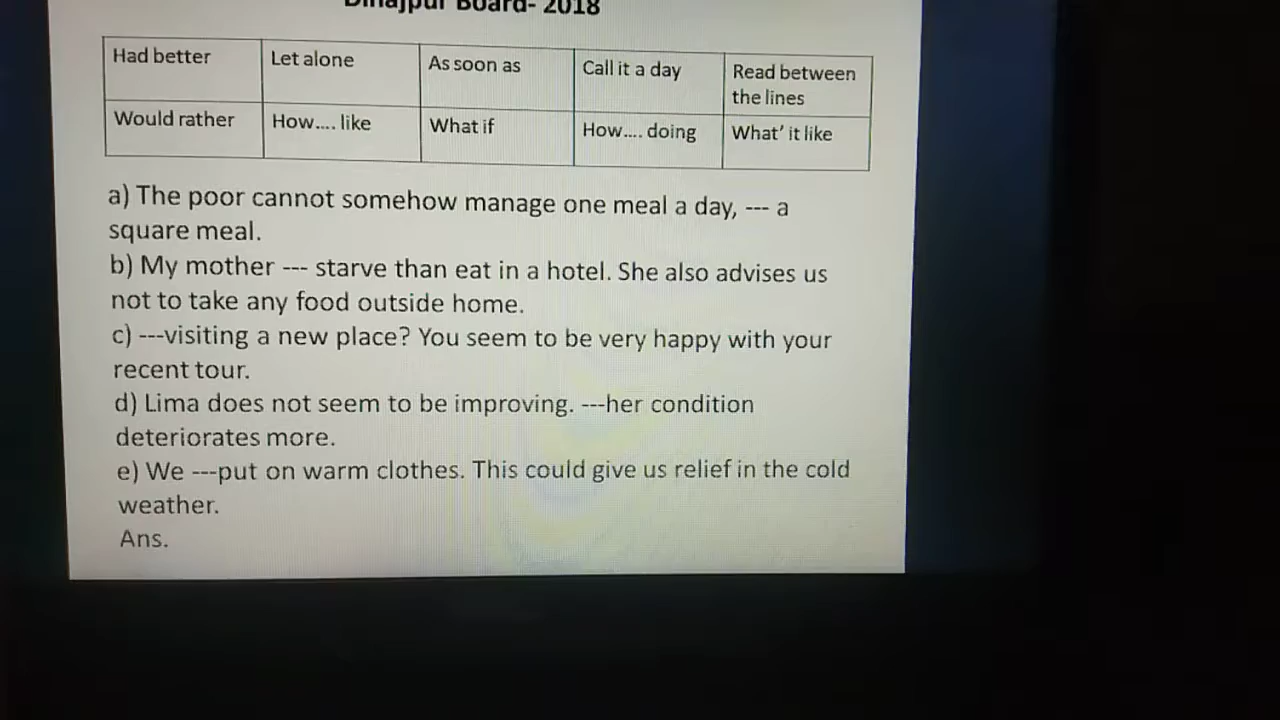 Dinajpur Board- 2018
Had better Let alone As soon as Call it a day Read between
the lines
Would rather How.... like What if How.... doing What' it like
a) The poor cannot somehow manage one meal a day, --- a
square meal.
b) My mother --- starve than eat in a hotel. She also advises us
not to take any food outside home.
c) ---visiting a new place? You seem to be very happy with your
recent tour.
d) Lima does not seem to be improving. ---her condition
deteriorates more.
e) We ---put on warm clothes. This could give us relief in the cold
weather.
Ans.